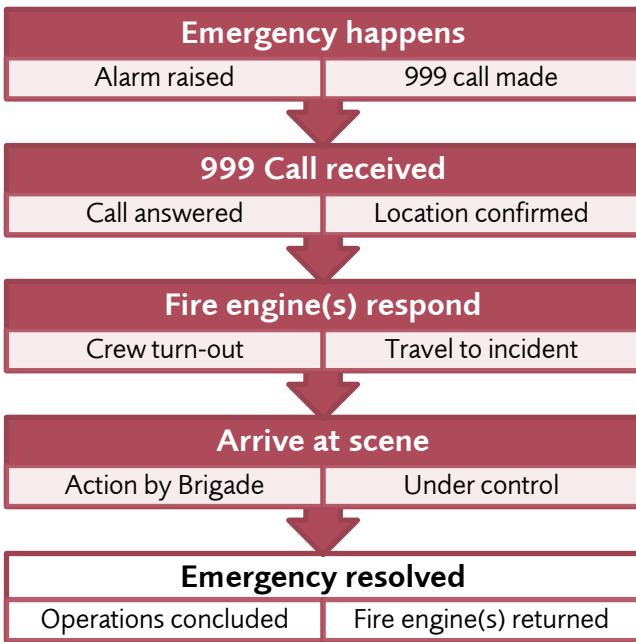 Emergency happens
Alarm raised
999 call made
999 Call received
Call answered
Location confirmed
Fire engine(s) respond
Crew turn-out
Travel to incident
Arrive at scene
Action by Brigade
Under control
Emergency resolved
Operations concluded
Fire engine(s) returned